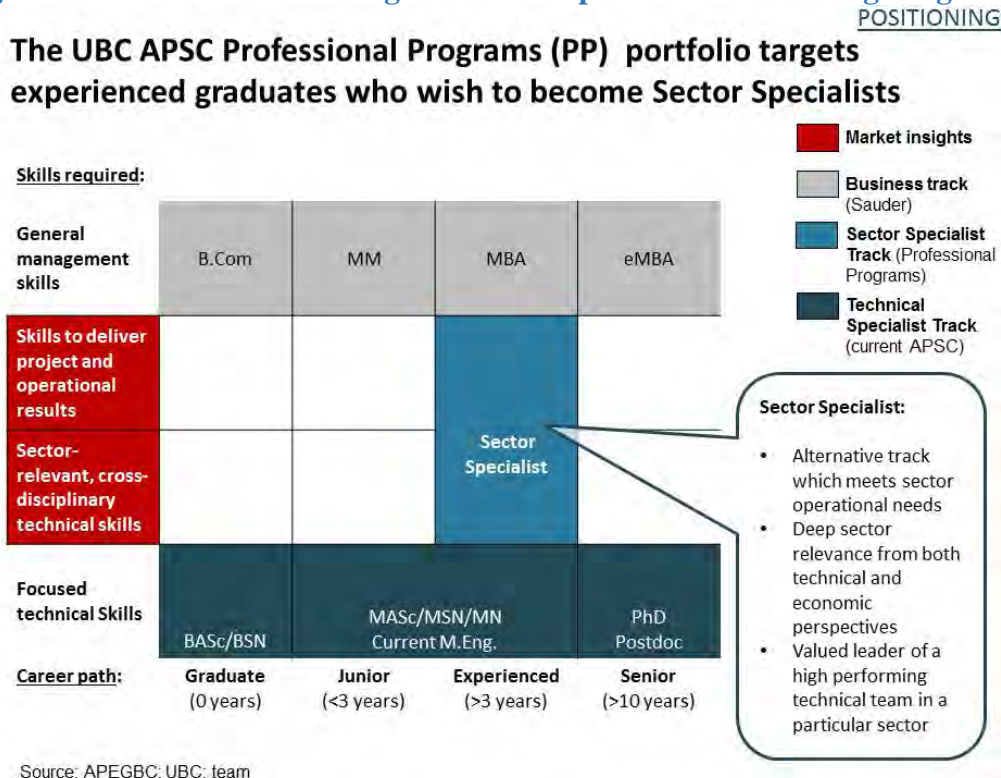 POSITIONING
The UBC APSC Professional Programs (PP) portfolio targets
experienced graduates who wish to become Sector Specialists
Market insights
Business track
(Sauder)
Sector Specialist
Track (Professional
Programs)
Technical
Specialist Track
(current APSC)
Skills required:
General
management
skills
B.Com
MM
MBA
eMBA
Skills to deliver
project and
operational
results
Sector-
relevant, cross-
disciplinary
technical skills
Sector
Specialist
Sector Specialist:
• Alternative track
which meets sector
operational needs
• Deep sector
relevance from both
technical and
economic
perspectives
• Valued leader of a
high performing
technical team in a
particular sector
Focused
technical Skills
BASc/BSN
MASc/MSN/MN
Current M.Eng.
PhD
Postdoc
Career path:
Graduate
(0 years)
Junior
(<3 years)
Experienced
(>3 years)
Senior
(>10 years)
Source: APEGBC; UBC; team